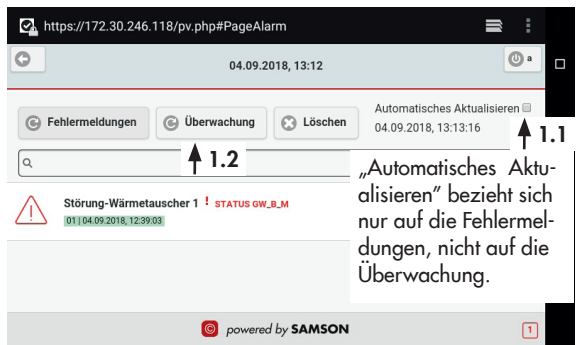 https://172.30.246.118/pv.php#PageAlarm
04.09.2018, 13:12
a
Fehlermeldungen
Überwachung
Löschen
Automatisches Aktualisieren
04.09.2018, 13:13:16
1.1
1.2
„Automatisches Aktu-
alisieren” bezieht sich
nur auf die Fehlermel-
dungen, nicht auf die
Überwachung.
Störung-Wärmetauscher 1 ! STATUS GW_B_M
01 | 04.09.2018, 12:39:03
© powered by SAMSON
1